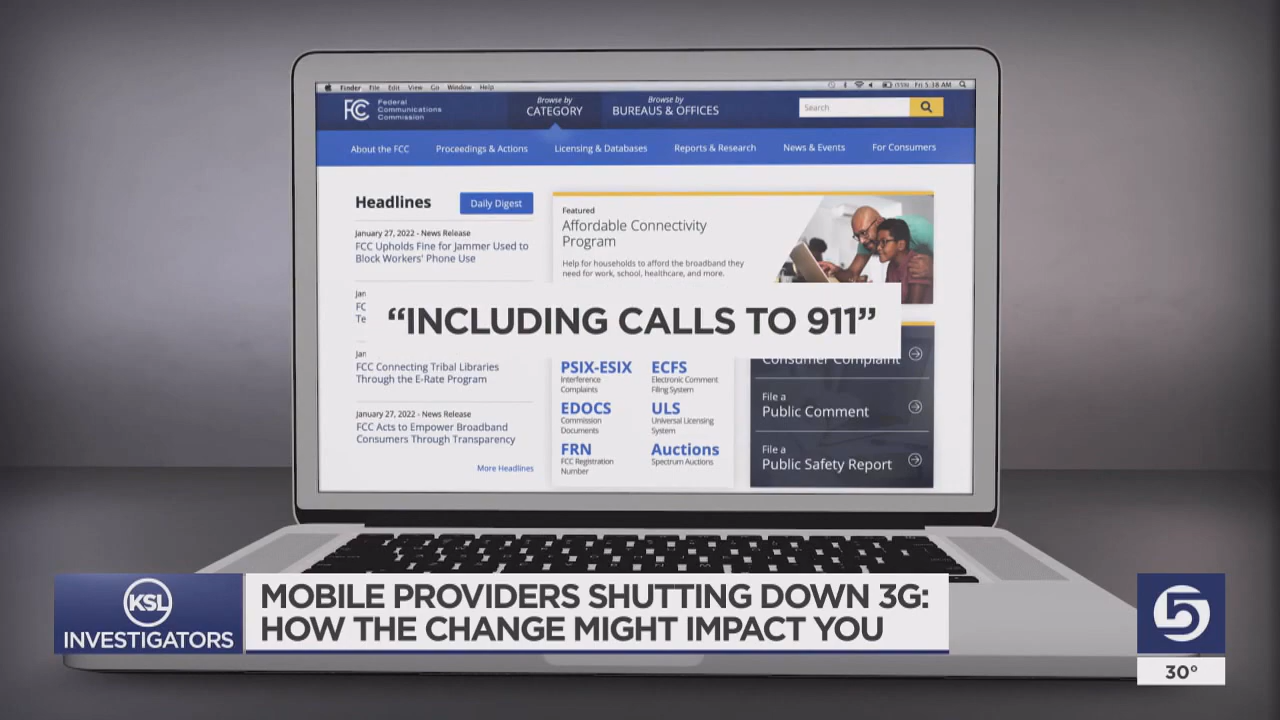 Finder File Edit View Go Window Help
(55%) Fri 5:38 AM
FCC Federal
Communications
Commission
Browse by
CATEGORY
Browse by
BUREAUS & OFFICES
Search
About the FCC Proceedings & Actions Licensing & Databases Reports & Research News & Events For Consumers
Headlines
Daily Digest
January 27, 2022 - News Release
FCC Upholds Fine for Jammer Used to
Block Workers' Phone Use
Jan
FC
Te
Jan
FCC Connecting Tribal Libraries
Through the E-Rate Program
January 27, 2022 - News Release
FCC Acts to Empower Broadband
Consumers Through Transparency
More Headlines
Featured
Affordable Connectivity
Program
Help for households to afford the broadband they
need for work, school, healthcare, and more.
“INCLUDING CALLS TO 911”
PSIX-ESIX
Interference
Complaints
ECFS
Electronic Comment
Filing System
EDOCS
Commission
Documents
ULS
Universal Licensing
System
FRN
FCC Registration
Number
Auctions
Spectrum Auctions
Consumer Complaint
File a
Public Comment
File a
Public Safety Report
KSL
INVESTIGATORS
MOBILE PROVIDERS SHUTTING DOWN 3G:
HOW THE CHANGE MIGHT IMPACT YOU
5
30°